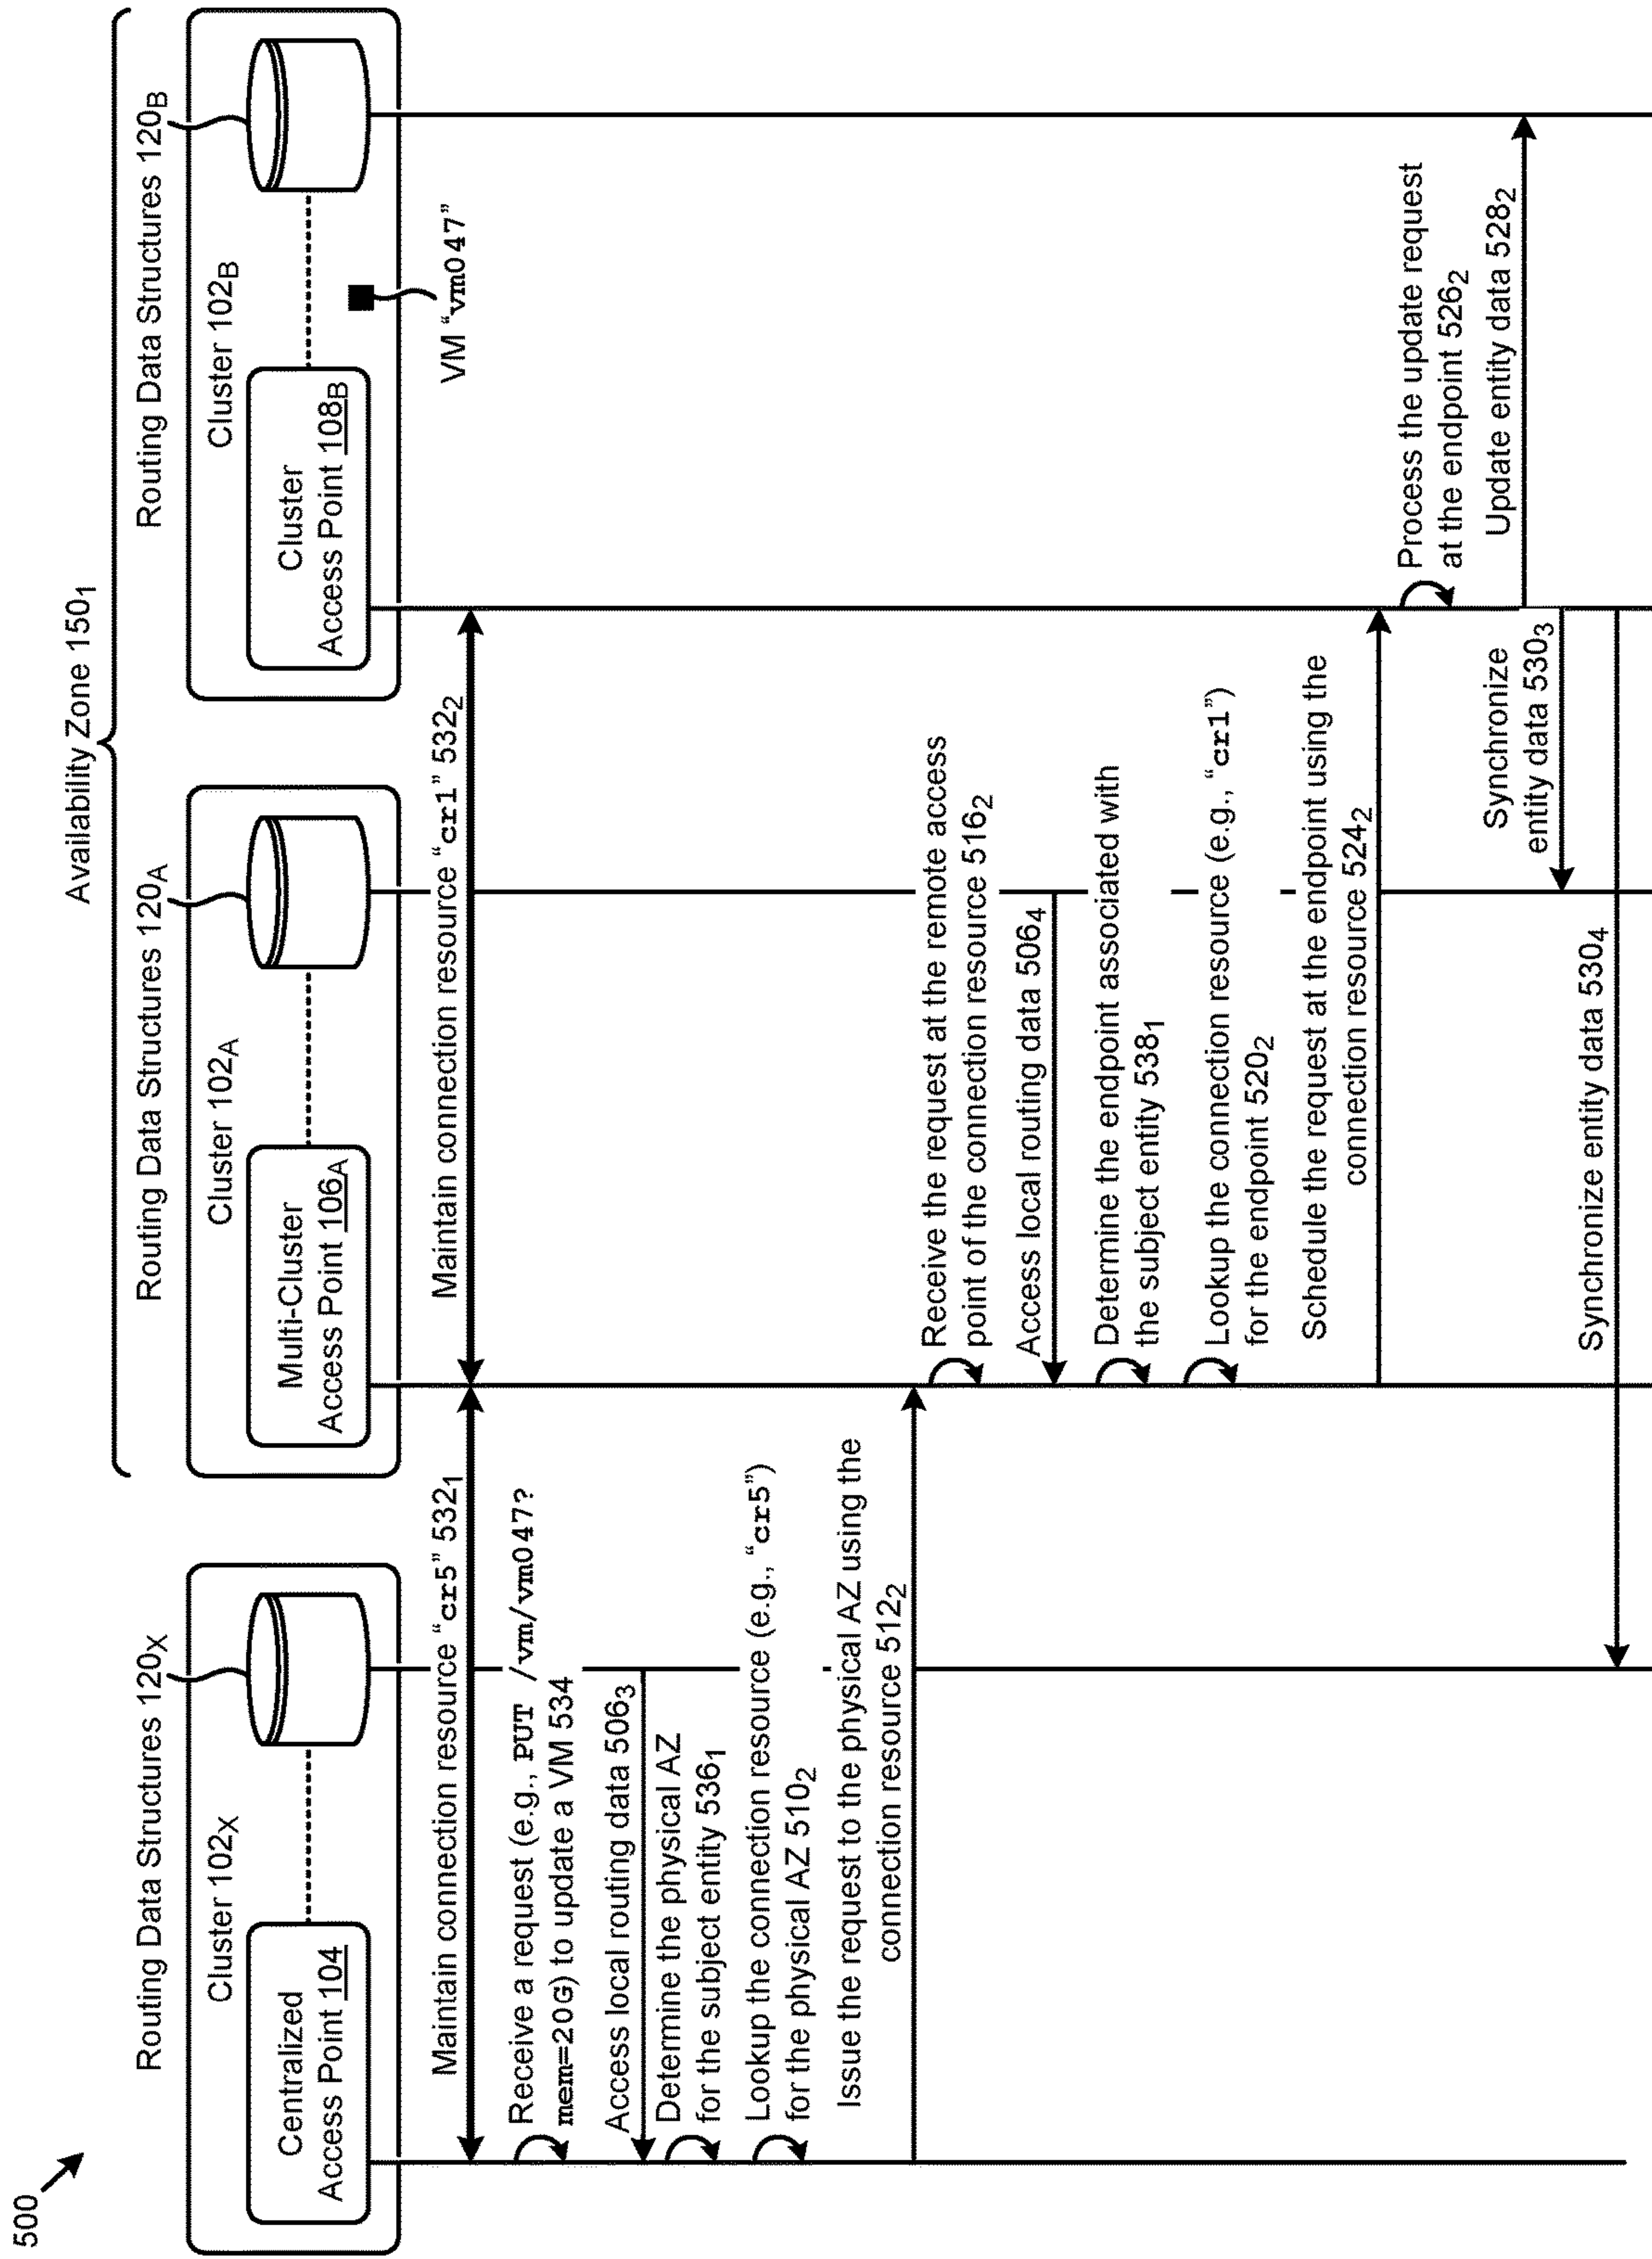 500
Availability Zone 150₁
Routing Data Structures 120X
Routing Data Structures 120A
Routing Data Structures 120B
Cluster 102X
Cluster 102A
Cluster 102B
Centralized
Access Point 104
Multi-Cluster
Access Point 106A
Cluster
Access Point 108B
VM “vm047”
Maintain connection resource “cr5” 532₁
Maintain connection resource “cr1” 532₂
Receive a request (e.g., PUT /vm/vm047?
mem=20G) to update a VM 534
Access local routing data 506₃
Determine the physical AZ
for the subject entity 536₁
Lookup the connection resource (e.g., “cr5”)
for the physical AZ 510₂
Issue the request to the physical AZ using the
connection resource 512₂
Receive the request at the remote access
point of the connection resource 516₂
Access local routing data 506₄
Determine the endpoint associated with
the subject entity 538₁
Lookup the connection resource (e.g., “cr1”)
for the endpoint 520₂
Schedule the request at the endpoint using the
connection resource 524₂
Process the update request
at the endpoint 526₂
Update entity data 528₂
Synchronize
entity data 530₃
Synchronize entity data 530₄